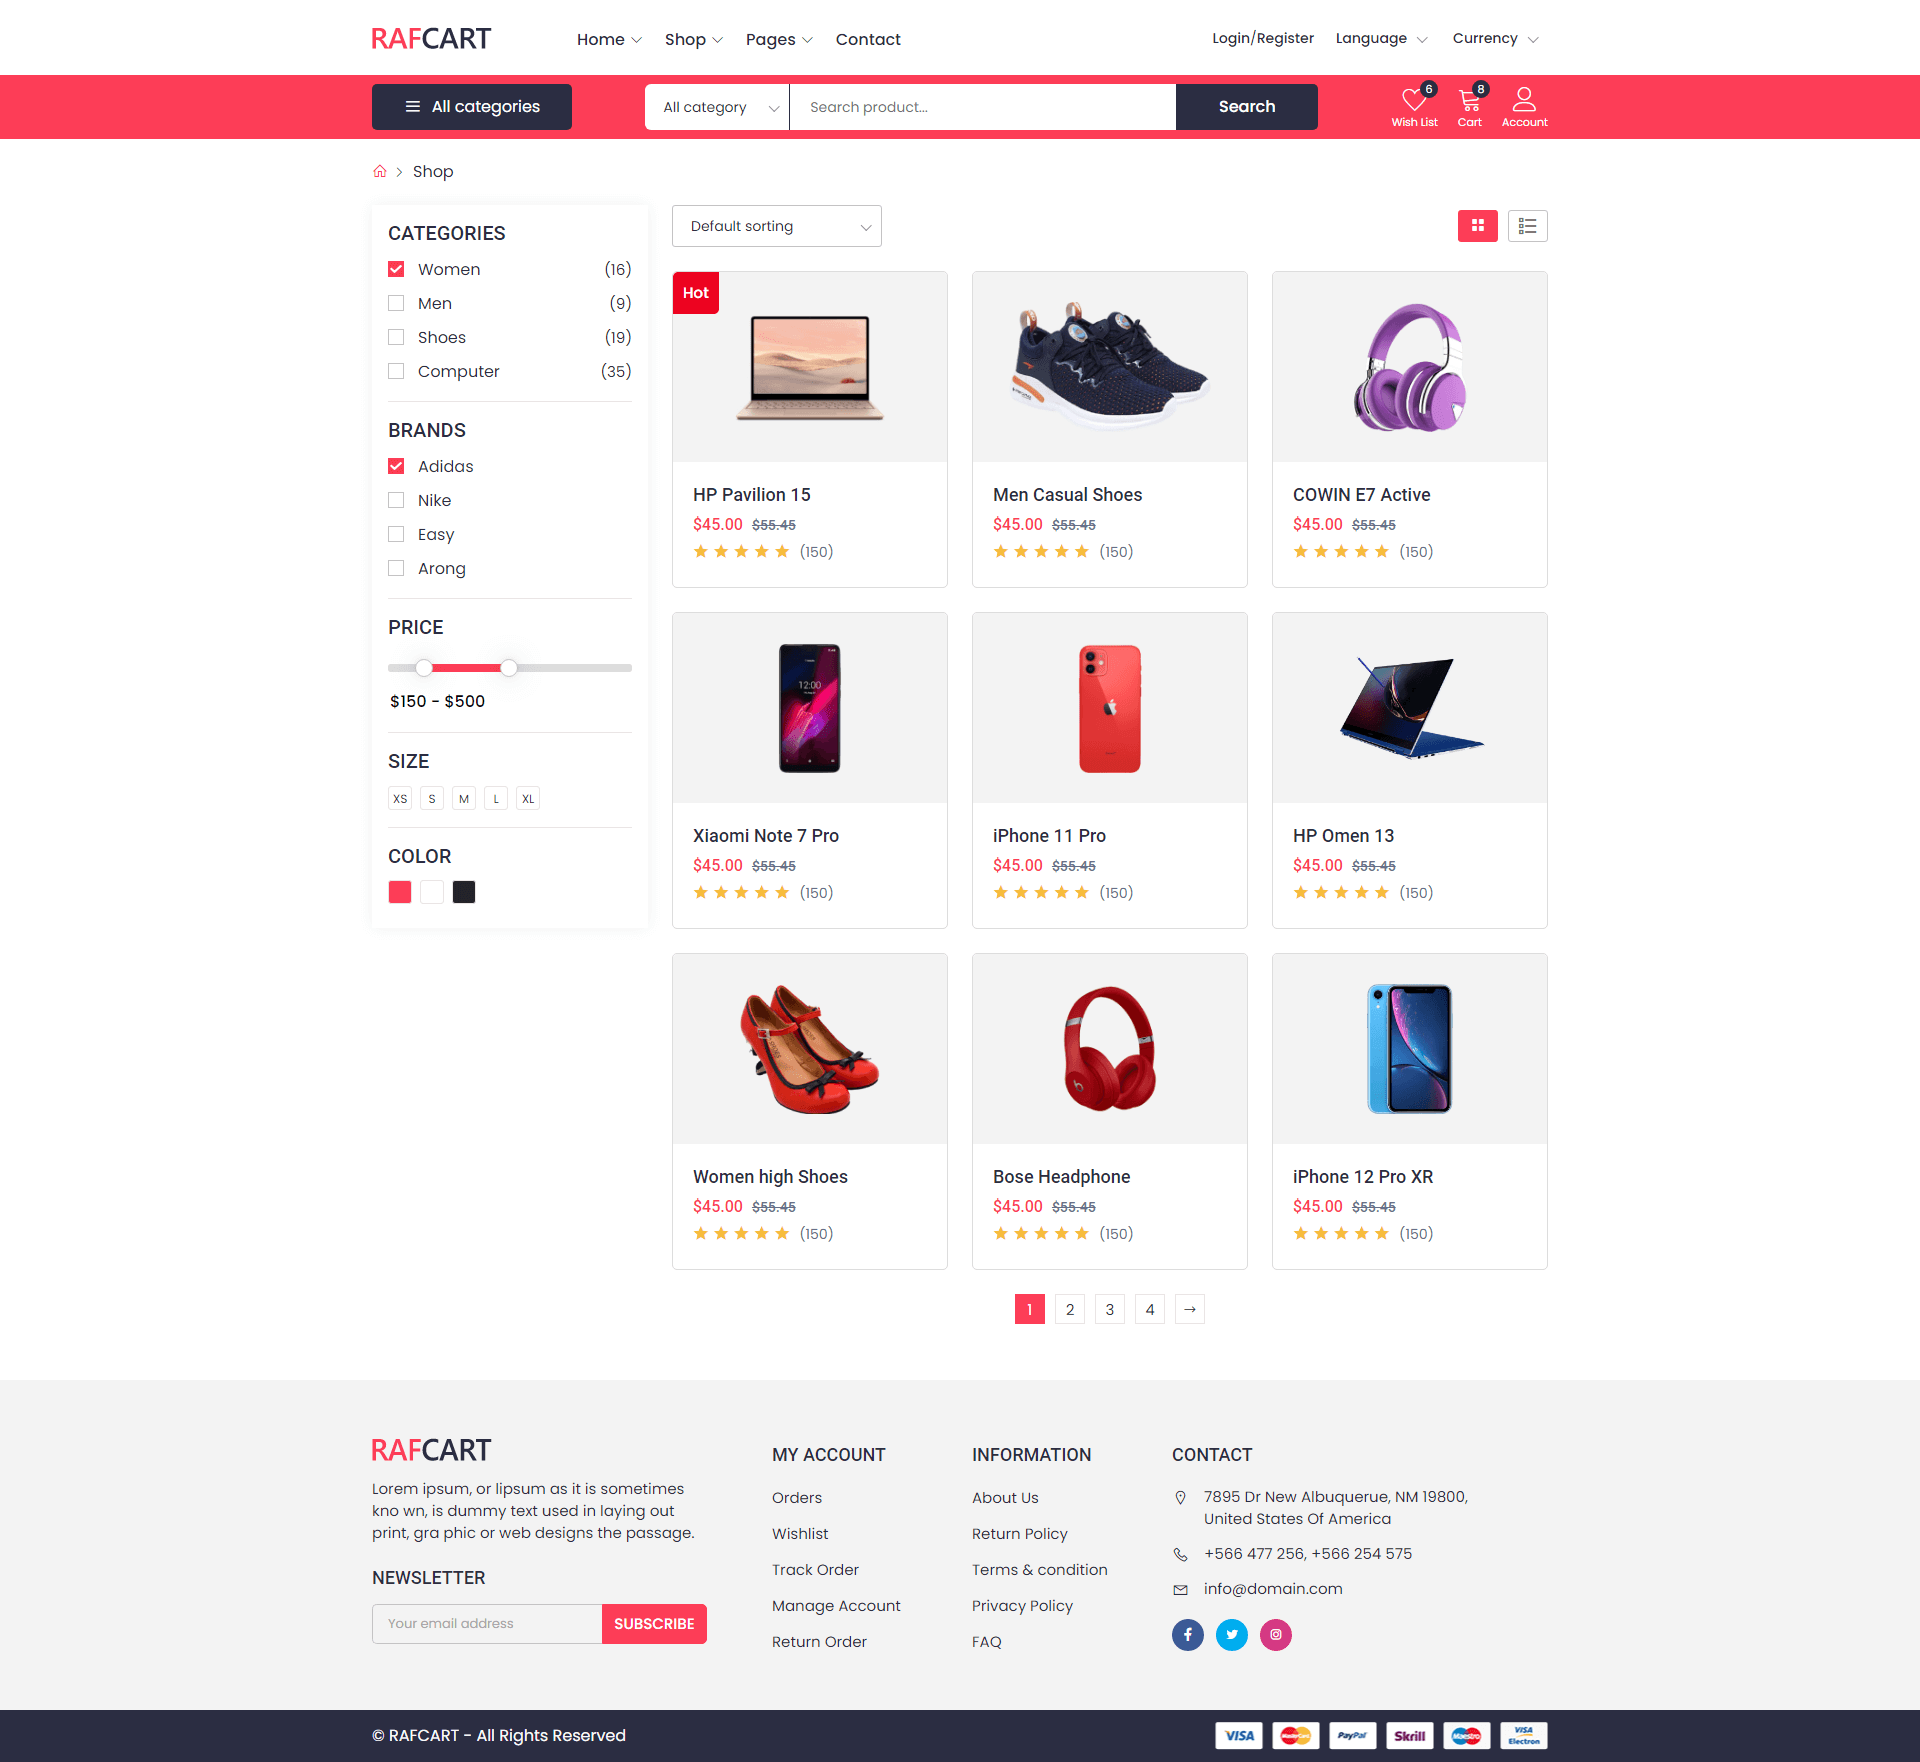 RAFCART
Home Shop Pages Contact
Login/Register Language Currency
All categories
All category Search product... Search
6 8
Wish List Cart Account
Shop
CATEGORIES
Women (16)
Men (9)
Shoes (19)
Computer (35)
BRANDS
Adidas
Nike
Easy
Arong
PRICE
$150 - $500
SIZE
XS S M L XL
COLOR
Default sorting
Hot
HP Pavilion 15
$45.00 $55.45
(150)
Men Casual Shoes
$45.00 $55.45
(150)
COWIN E7 Active
$45.00 $55.45
(150)
12:00
Xiaomi Note 7 Pro
$45.00 $55.45
(150)
iPhone 11 Pro
$45.00 $55.45
(150)
HP Omen 13
$45.00 $55.45
(150)
Women high Shoes
$45.00 $55.45
(150)
Bose Headphone
$45.00 $55.45
(150)
iPhone 12 Pro XR
$45.00 $55.45
(150)
1 2 3 4 →
RAFCART
Lorem ipsum, or lipsum as it is sometimes
kno wn, is dummy text used in laying out
print, gra phic or web designs the passage.
NEWSLETTER
Your email address SUBSCRIBE
MY ACCOUNT
Orders
Wishlist
Track Order
Manage Account
Return Order
INFORMATION
About Us
Return Policy
Terms & condition
Privacy Policy
FAQ
CONTACT
7895 Dr New Albuquerue, NM 19800,
United States Of America
+566 477 256, +566 254 575
info@domain.com
© RAFCART - All Rights Reserved
VISA MasterCard PayPal Skrill Maestro VISA Electron